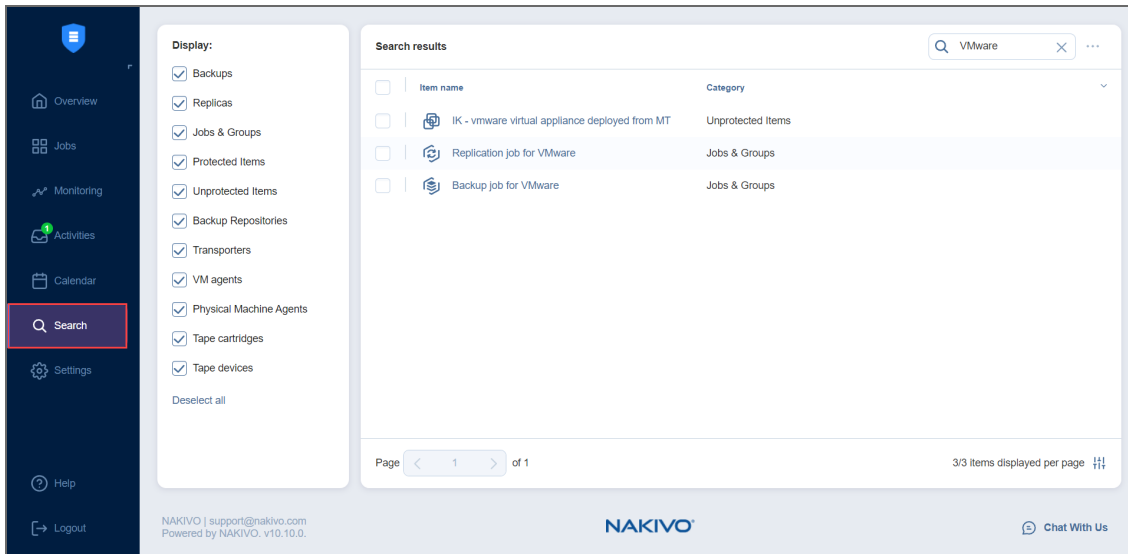 Overview
Jobs
Monitoring
1
Activities
Calendar
Search
Settings
Help
Logout
Display:
Backups
Replicas
Jobs & Groups
Protected Items
Unprotected Items
Backup Repositories
Transporters
VM agents
Physical Machine Agents
Tape cartridges
Tape devices
Deselect all
Search results
VMware
Item name Category
IK - vmware virtual appliance deployed from MT Unprotected Items
Replication job for VMware Jobs & Groups
Backup job for VMware Jobs & Groups
Page 1 of 1
3/3 items displayed per page
NAKIVO | support@nakivo.com
Powered by NAKIVO. v10.10.0.
NAKIVO®
Chat With Us